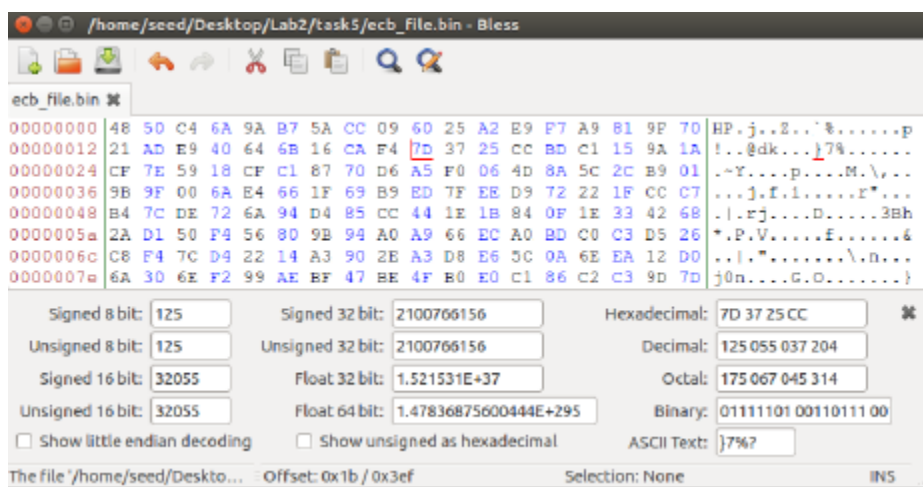 /home/seed/Desktop/Lab2/task5/ecb_file.bin - Bless
ecb_file.bin
00000000 48 50 C4 6A 9A B7 5A CC 09 60 25 A2 E9 F7 A9 81 9F 70 HP.j..Z..`%.......p
00000012 21 AD E9 40 64 6B 16 CA F4 7D 37 25 CC BD C1 15 9A 1A !..@dk...}7%......
00000024 CF 7E 59 18 CF C1 87 70 D6 A5 F0 06 4D 8A 5C 2C B9 01 .~Y....p....M.\,..
00000036 9B 9F 00 6A E4 66 1F 69 B9 ED 7F EE D9 72 22 1F CC C7 ...j.f.i.....r"...
00000048 B4 7C DE 72 6A 94 D4 85 CC 44 1E 1B 84 0F 1E 33 42 68 .|.rj....D.....3Bh
0000005a 2A D1 50 F4 56 80 9B 94 A0 A9 66 EC A0 BD C0 C3 D5 26 *.P.V.....f......&
0000006c C8 F4 7C D4 22 14 A3 90 2E A3 D8 E6 5C 0A 6E EA 12 D0 ..|.".......\.n...
0000007e 6A 30 6E F2 99 AE BF 47 BE 4F B0 E0 C1 86 C2 C3 9D 7D j0n....G.O.......}
Signed 8 bit: 125 Signed 32 bit: 2100766156 Hexadecimal: 7D 37 25 CC
Unsigned 8 bit: 125 Unsigned 32 bit: 2100766156 Decimal: 125 055 037 204
Signed 16 bit: 32055 Float 32 bit: 1.521531E+37 Octal: 175 067 045 314
Unsigned 16 bit: 32055 Float 64 bit: 1.47836875600444E+295 Binary: 01111101 00110111 00
Show little endian decoding Show unsigned as hexadecimal ASCII Text: }7%?
The file '/home/seed/Deskto... Offset: 0x1b / 0x3ef Selection: None INS